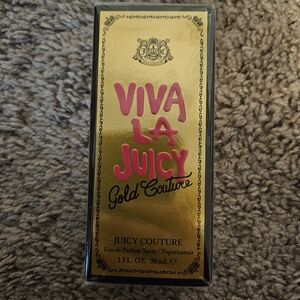 VIVA
LA
JUICY
Gold Couture
JUICY COUTURE
Eau de Parfum Spray / Vaporisateur
1 FL. OZ. 30 mL ℮